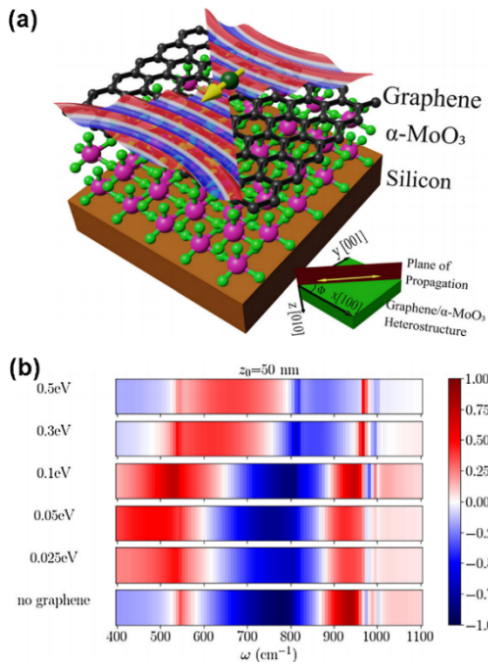 (a)
Graphene
α-MoO₃
Silicon
y [001]
Plane of
Propagation
Φ x[100]
z [010]
Graphene/α-MoO₃
Heterostructure
(b)
z₀=50 nm
0.5eV
0.3eV
0.1eV
0.05eV
0.025eV
no graphene
400 500 600 700 800 900 1000 1100
ω (cm⁻¹)
1.00
0.75
0.50
0.25
0.00
−0.
−0.
−0.
−1.